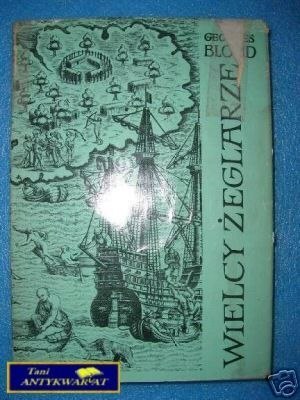 GEORGES
BLOND
WIELCY ŻEGLARZE
Tani
ANTYKWARIAT